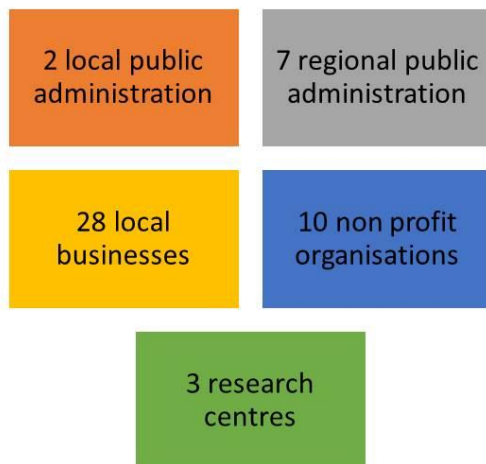 2 local public
administration
7 regional public
administration
28 local
businesses
10 non profit
organisations
3 research
centres